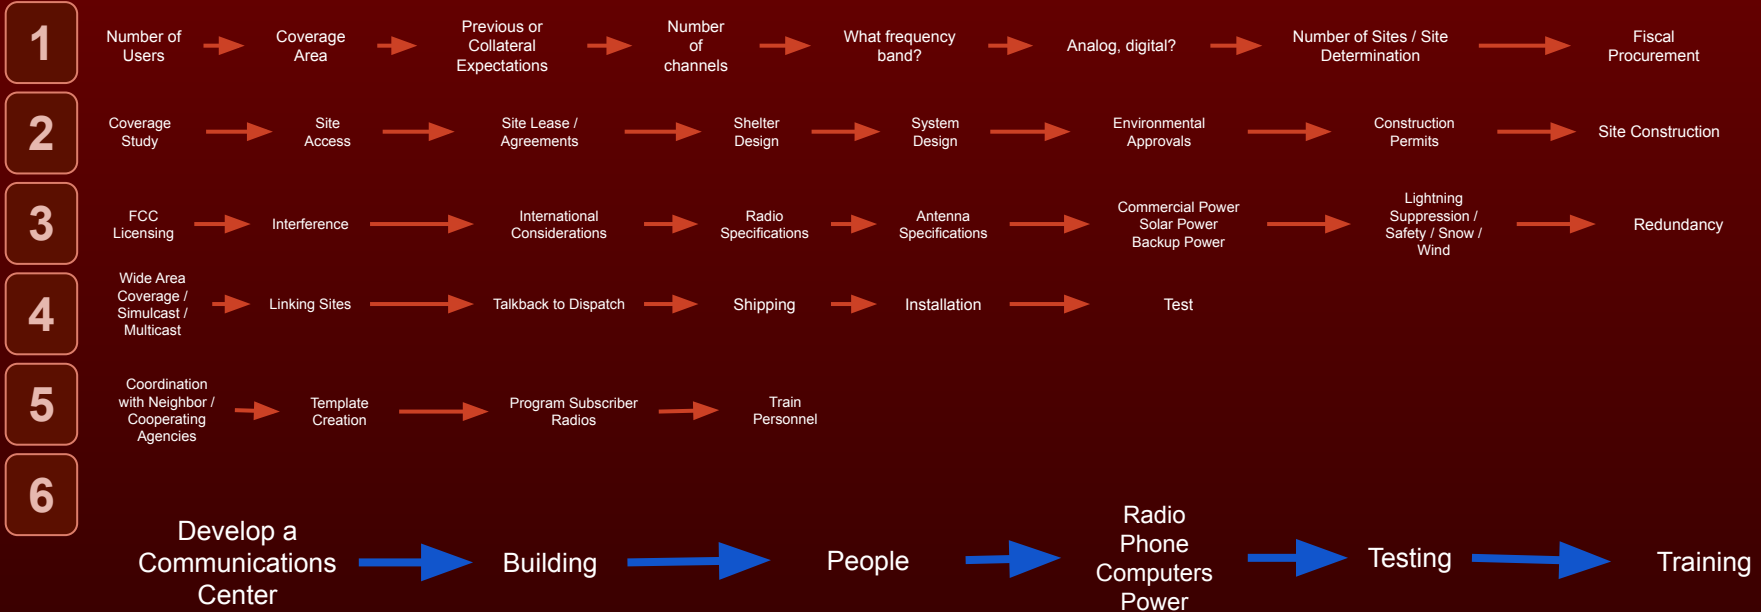 1
Number of
Users
Coverage
Area
Previous or
Collateral
Expectations
Number
of
channels
What frequency
band?
Analog, digital?
Number of Sites / Site
Determination
Fiscal
Procurement
2
Coverage
Study
Site
Access
Site Lease /
Agreements
Shelter
Design
System
Design
Environmental
Approvals
Construction
Permits
Site Construction
3
FCC
Licensing
Interference
International
Considerations
Radio
Specifications
Antenna
Specifications
Commercial Power
Solar Power
Backup Power
Lightning
Suppression /
Safety / Snow /
Wind
Redundancy
4
Wide Area
Coverage /
Simulcast /
Multicast
Linking Sites
Talkback to Dispatch
Shipping
Installation
Test
5
Coordination
with Neighbor /
Cooperating
Agencies
Template
Creation
Program Subscriber
Radios
Train
Personnel
6
Develop a
Communications
Center
Building
People
Radio
Phone
Computers
Power
Testing
Training